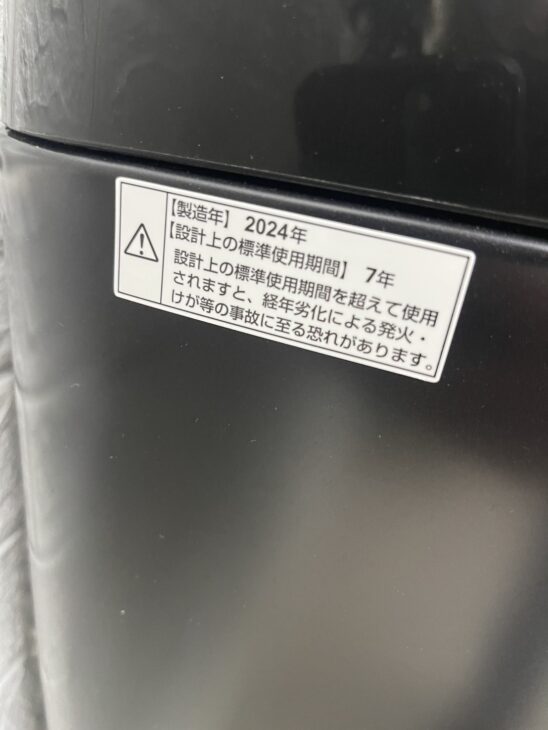 【製造年】 2024年
【設計上の標準使用期間】 7年
設計上の標準使用期間を超えて使用
されますと、経年劣化による発火・
けが等の事故に至る恐れがあります。